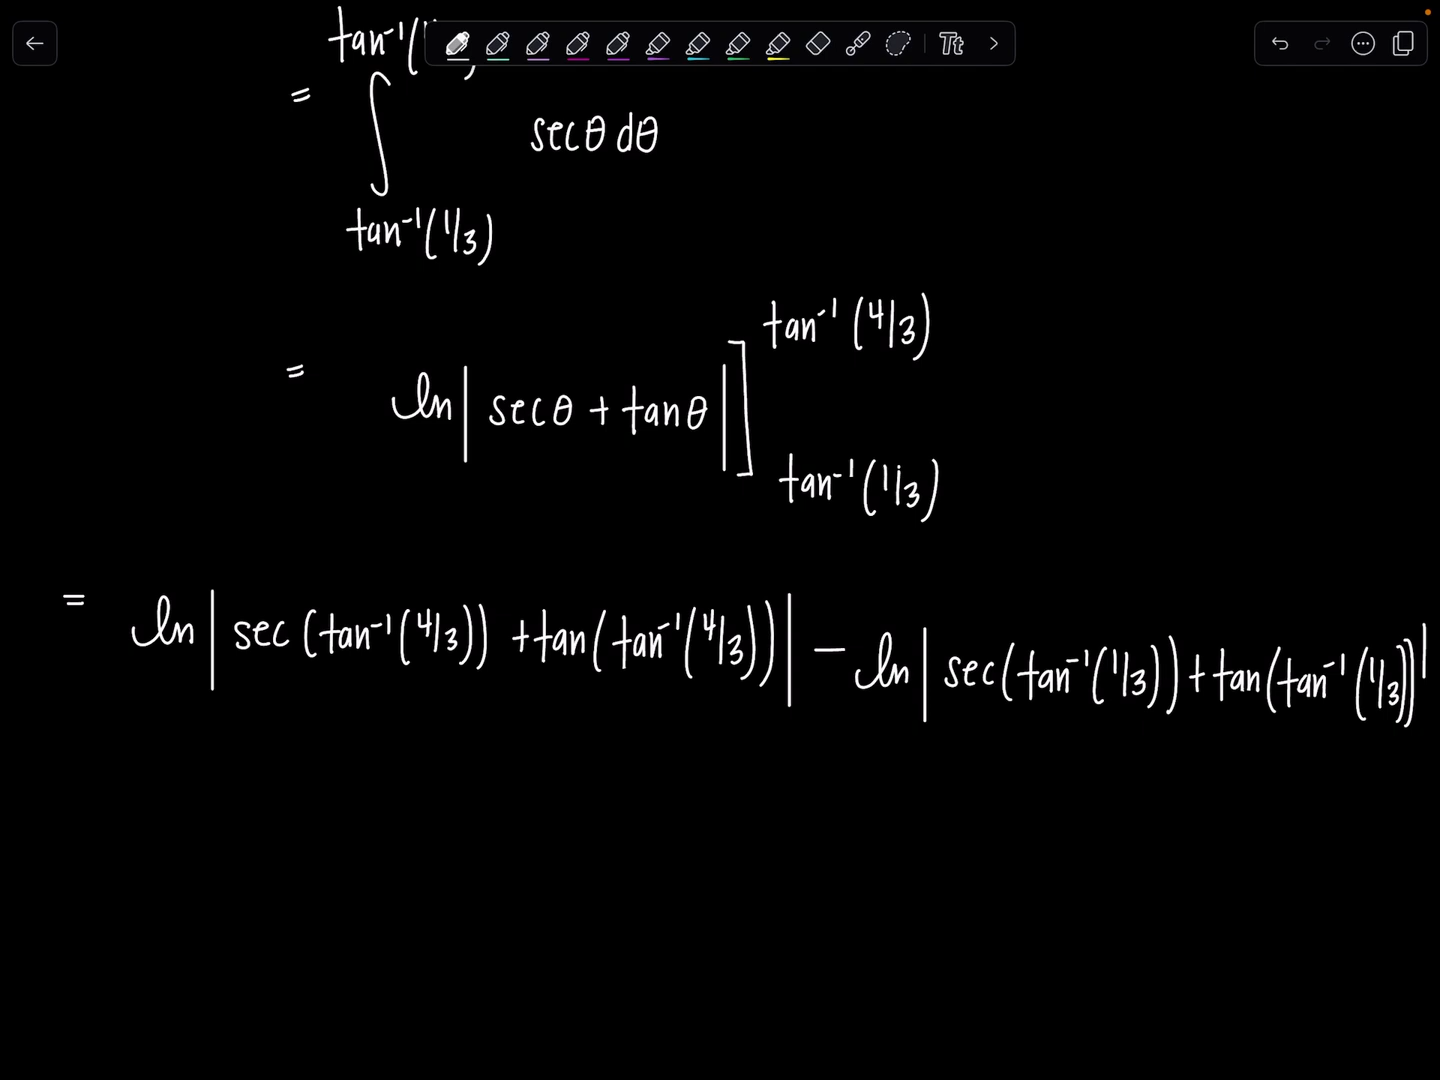 tan⁻¹(
= ∫ secθ dθ
tan⁻¹(1/3)
tan⁻¹(4/3)
= ln|secθ + tanθ|]
tan⁻¹(1/3)
= ln|sec(tan⁻¹(4/3)) + tan(tan⁻¹(4/3))| − ln|sec(tan⁻¹(1/3)) + tan(tan⁻¹(1/3))|
Tt